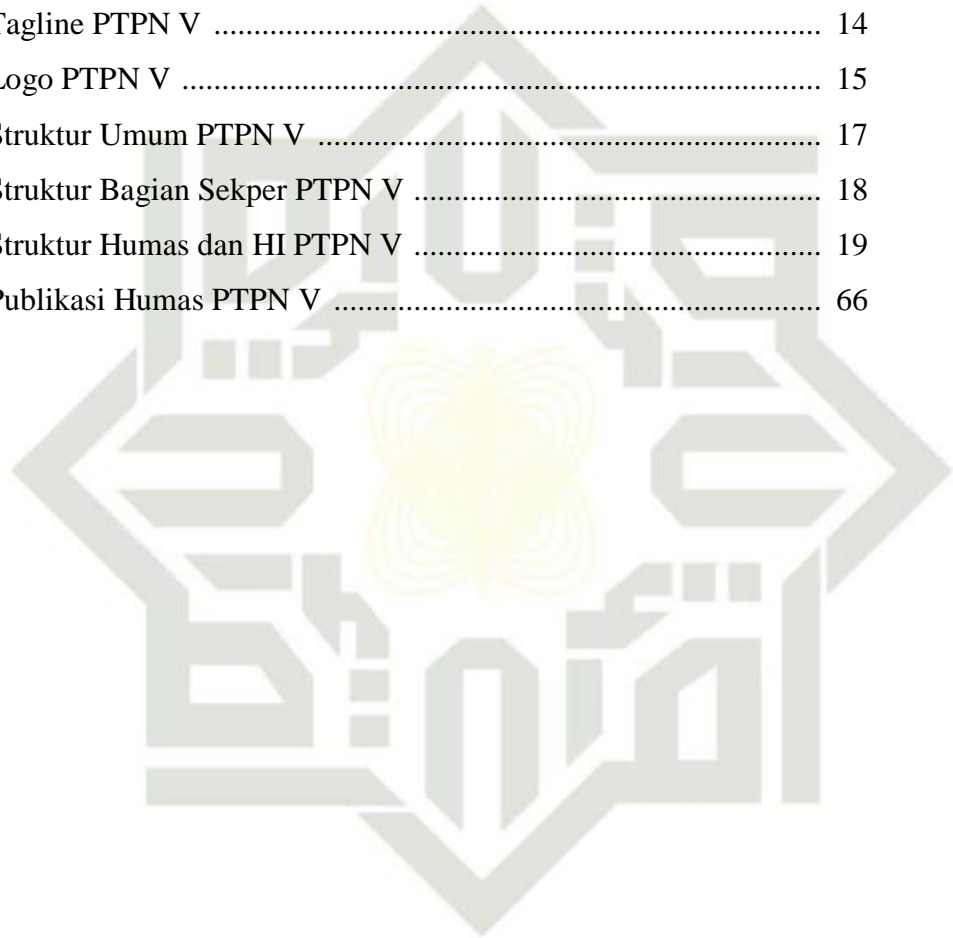 Tagline PTPN V ............................................................................. 14
Logo PTPN V ................................................................................. 15
Struktur Umum PTPN V ................................................................ 17
Struktur Bagian Sekper PTPN V .................................................... 18
Struktur Humas dan HI PTPN V .................................................... 19
Publikasi Humas PTPN V .............................................................. 66